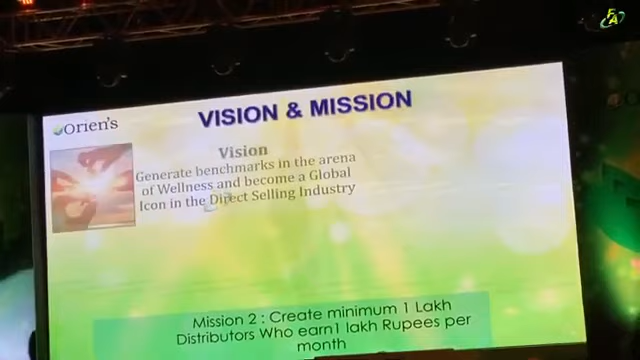 FA
Orien's
VISION & MISSION
Vision
Generate benchmarks in the arena
of Wellness and become a Global
Icon in the Direct Selling Industry
Mission 2 : Create minimum 1 Lakh
Distributors Who earn1 lakh Rupees per
month